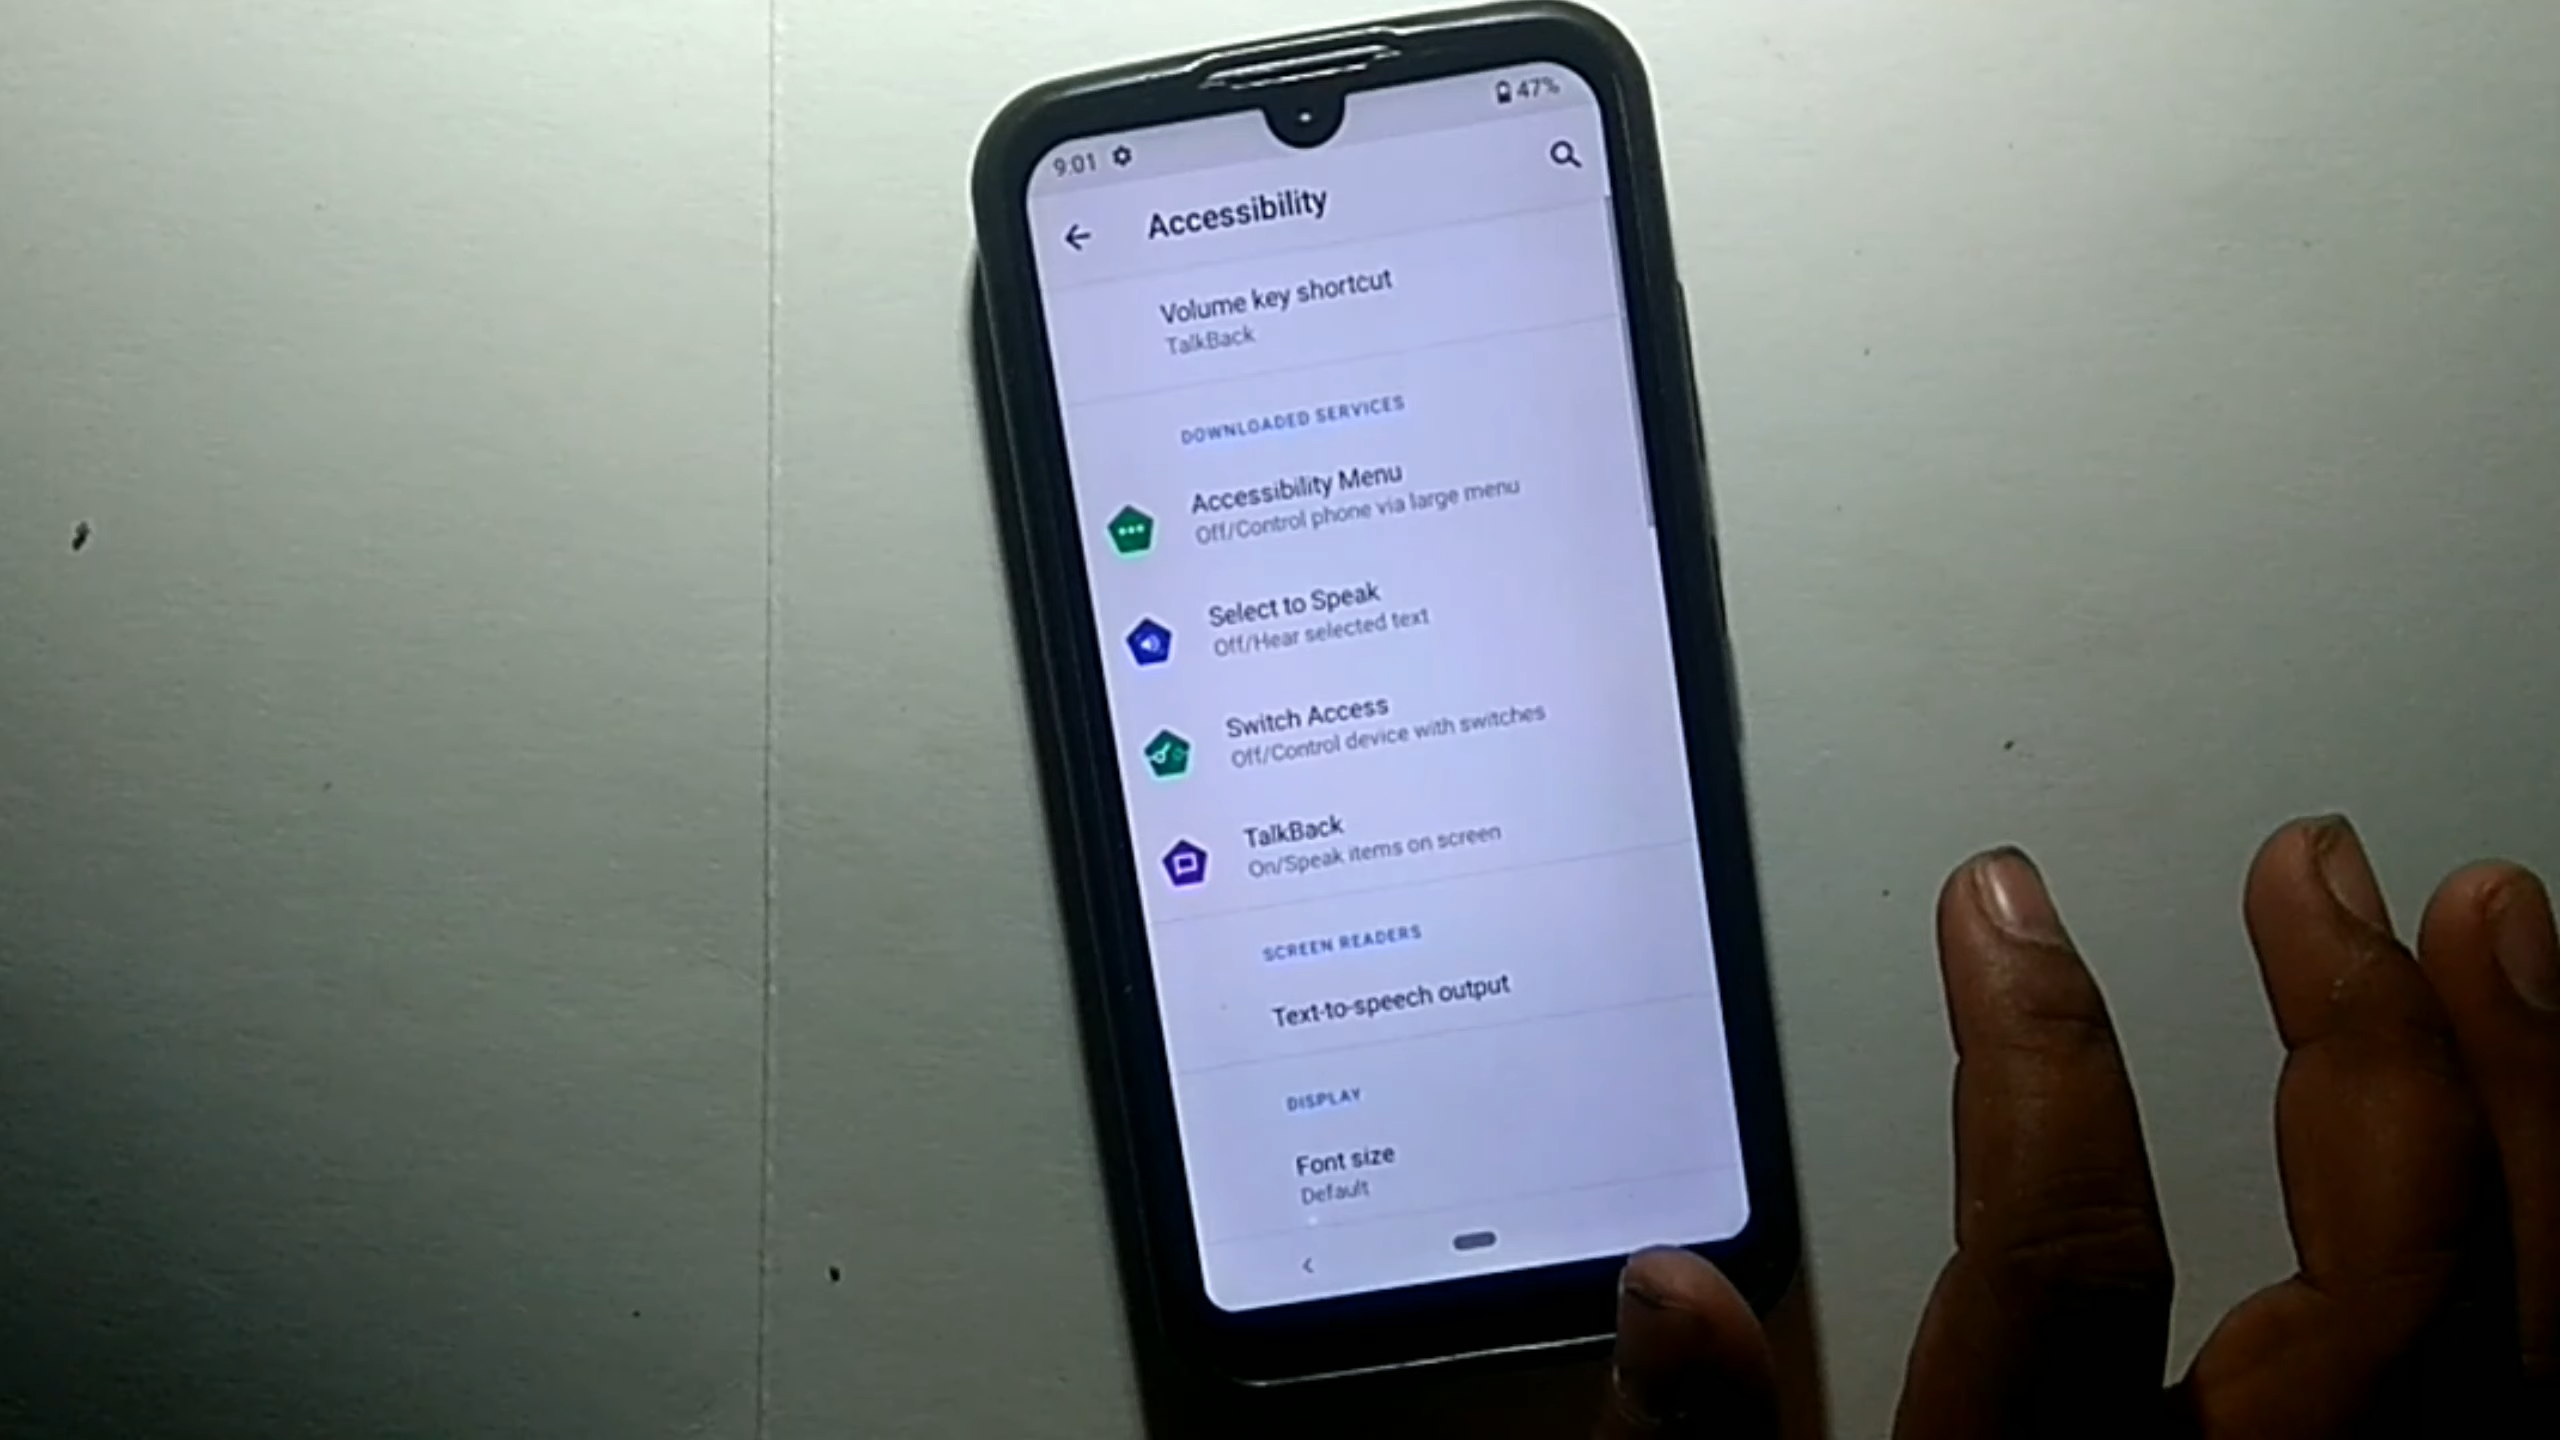 9:01
47%
Accessibility
Volume key shortcut
TalkBack
DOWNLOADED SERVICES
Accessibility Menu
Off/Control phone via large menu
Select to Speak
Off/Hear selected text
Switch Access
Off/Control device with switches
TalkBack
On/Speak items on screen
SCREEN READERS
Text-to-speech output
DISPLAY
Font size
Default